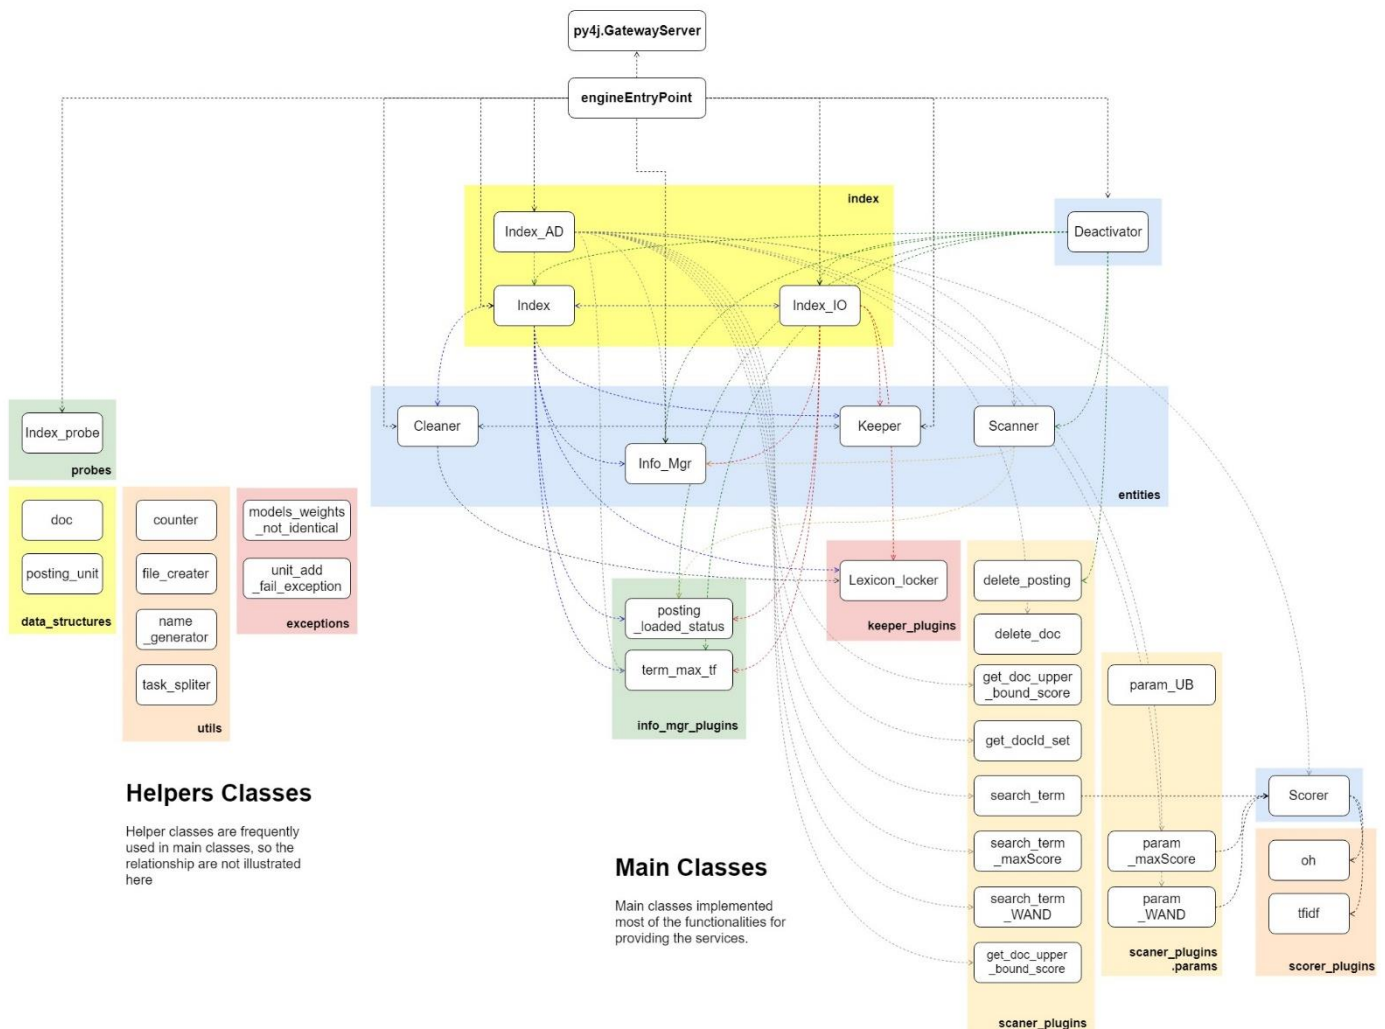 py4j.GatewayServer
engineEntryPoint
index
Index_AD
Deactivator
Index
Index_IO
Cleaner
Keeper
Scanner
Info_Mgr
entities
Index_probe
probes
doc
posting_unit
data_structures
counter
file_creater
name
_generator
task_spliter
utils
models_weights
_not_identical
unit_add
_fail_exception
exceptions
Lexicon_locker
keeper_plugins
posting
_loaded_status
term_max_tf
info_mgr_plugins
delete_posting
delete_doc
get_doc_upper
_bound_score
get_docId_set
search_term
search_term
_maxScore
search_term
_WAND
get_doc_upper
_bound_score
scaner_plugins
param_UB
param
_maxScore
param
_WAND
scaner_plugins
.params
Scorer
oh
tfidf
scorer_plugins
Helpers Classes
Helper classes are frequently
used in main classes, so the
relationship are not illustrated
here
Main Classes
Main classes implemented
most of the functionalities for
providing the services.